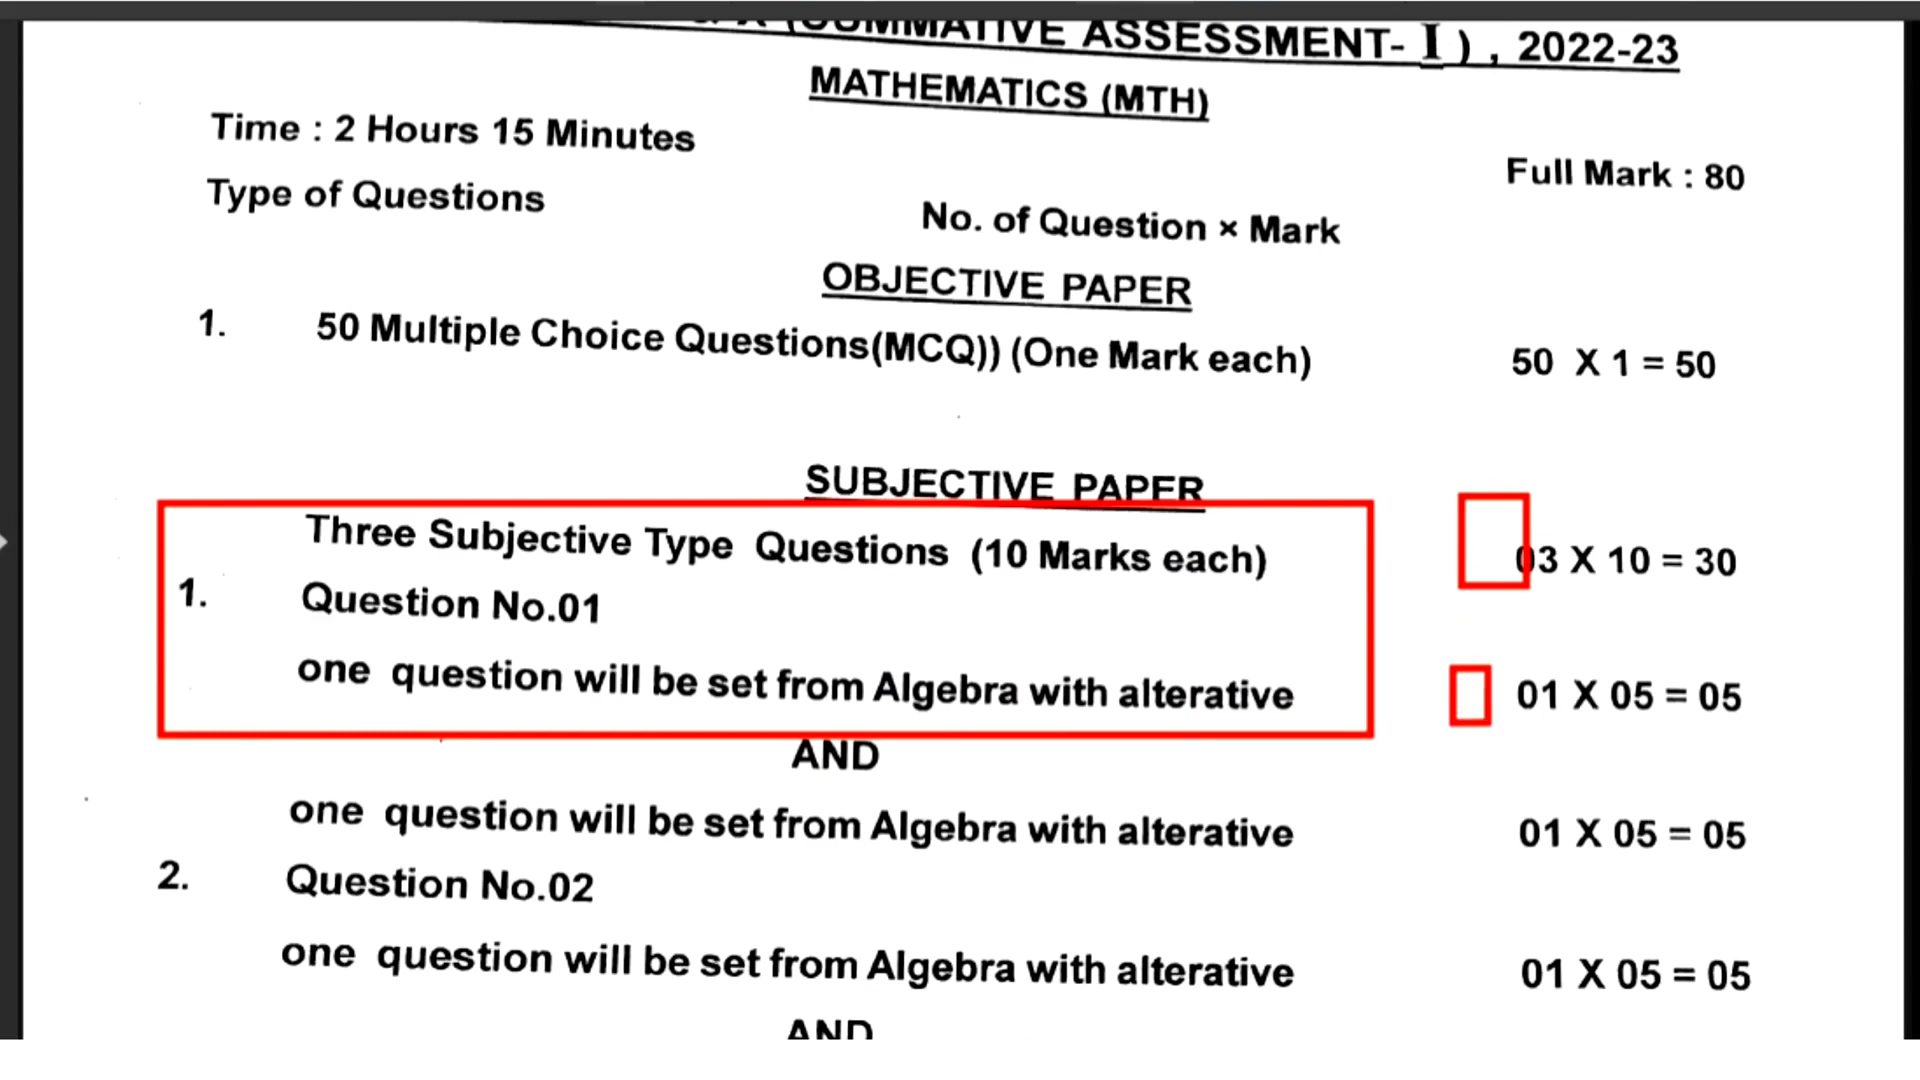 (SUMMATIVE ASSESSMENT- I ) , 2022-23
MATHEMATICS (MTH)
Time : 2 Hours 15 Minutes
Full Mark : 80
Type of Questions
No. of Question × Mark
OBJECTIVE PAPER
1. 50 Multiple Choice Questions(MCQ)) (One Mark each) 50 X 1 = 50
SUBJECTIVE PAPER
Three Subjective Type Questions (10 Marks each) 03 X 10 = 30
1. Question No.01
one question will be set from Algebra with alterative 01 X 05 = 05
AND
one question will be set from Algebra with alterative 01 X 05 = 05
2. Question No.02
one question will be set from Algebra with alterative 01 X 05 = 05
AND